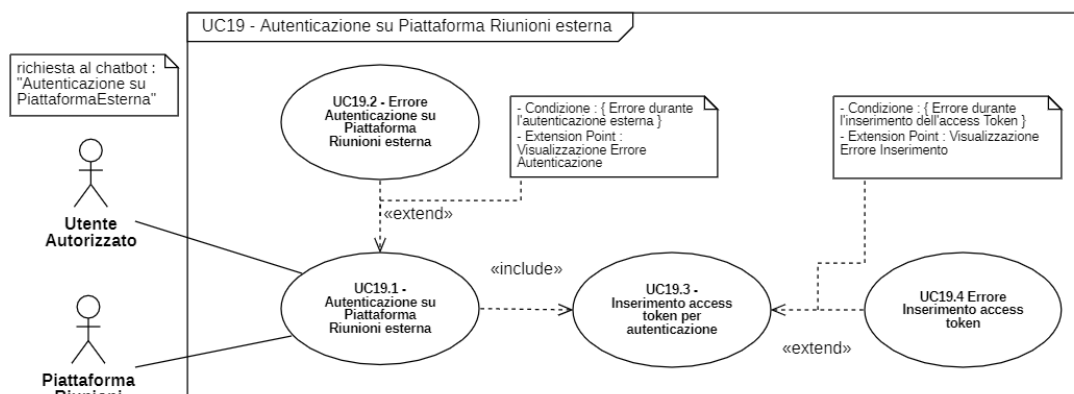 UC19 - Autenticazione su Piattaforma Riunioni esterna
richiesta al chatbot :
"Autenticazione su
PiattaformaEsterna"
UC19.2 - Errore
Autenticazione su
Piattaforma
Riunioni esterna
- Condizione : { Errore durante
l'autenticazione esterna }
- Extension Point :
Visualizzazione Errore
Autenticazione
- Condizione : { Errore durante
l'inserimento dell'access Token }
- Extension Point : Visualizzazione
Errore Inserimento
«extend»
Utente
Autorizzato
UC19.1 -
Autenticazione su
Piattaforma
Riunioni esterna
«include»
UC19.3 -
Inserimento access
token per
autenticazione
«extend»
UC19.4 Errore
Inserimento access
token
Piattaforma
Riunioni